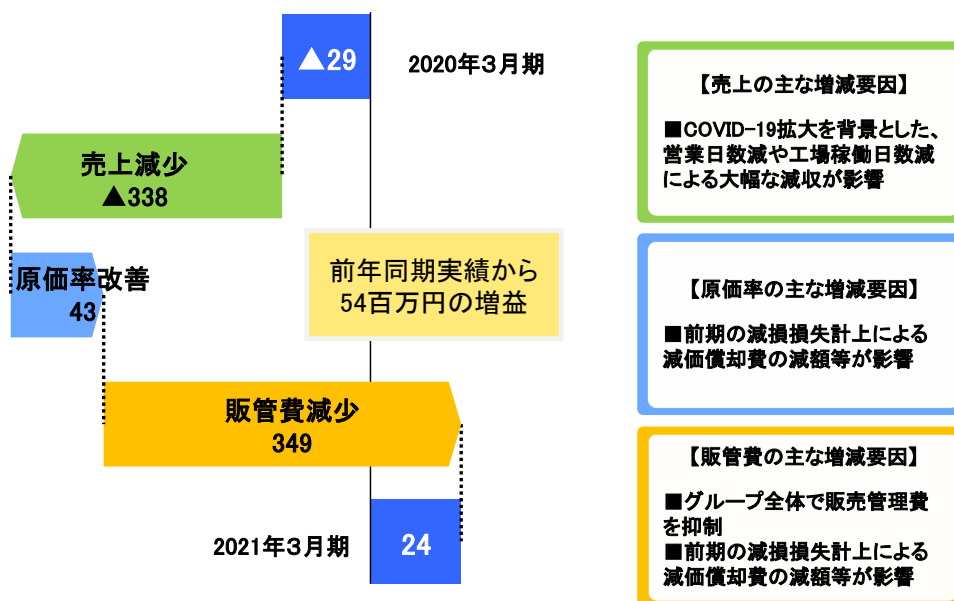 ▲29
2020年3月期
売上減少
▲338
原価率改善
43
前年同期実績から
54百万円の増益
販管費減少
349
2021年3月期
24
【売上の主な増減要因】
■COVID-19拡大を背景とした、
営業日数減や工場稼働日数減
による大幅な減収が影響
【原価率の主な増減要因】
■前期の減損損失計上による
減価償却費の減額等が影響
【販管費の主な増減要因】
■グループ全体で販売管理費
を抑制
■前期の減損損失計上による
減価償却費の減額等が影響